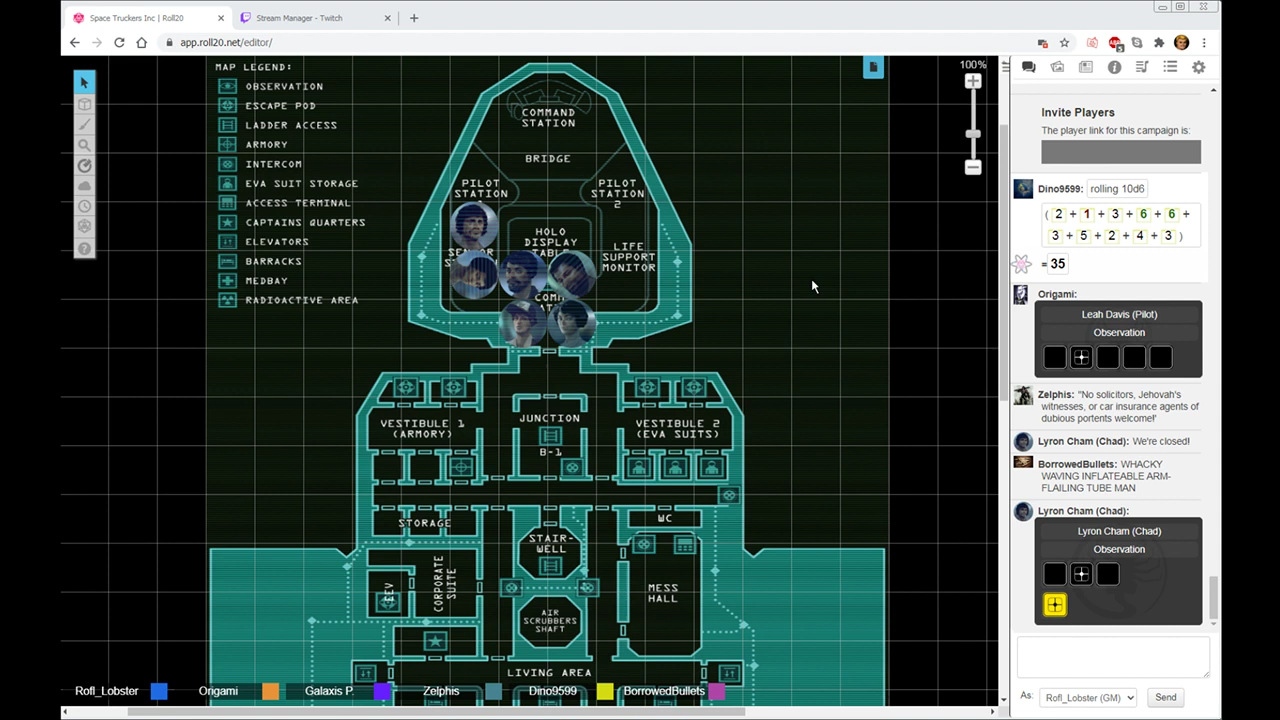 Space Truckers Inc | Roll20
Stream Manager - Twitch
app.roll20.net/editor/
MAP LEGEND:
OBSERVATION
ESCAPE POD
LADDER ACCESS
ARMORY
INTERCOM
EVA SUIT STORAGE
ACCESS TERMINAL
CAPTAINS QUARTERS
ELEVATORS
BARRACKS
MEDBAY
RADIOACTIVE AREA
100%
COMMAND
STATION
BRIDGE
PILOT
STATION
PILOT
STATION
2
HOLO
DISPLAY
TABLE
LIFE
SUPPORT
MONITOR
VESTIBULE 1
(ARMORY)
JUNCTION
B-1
VESTIBULE 2
(EVA SUITS)
STORAGE
WC
STAIR-
WELL
EEV
CORPORATE
SUITE
MESS
HALL
AIR
SCRUBBERS
SHAFT
LIVING AREA
Rofl_Lobster
Origami
Galaxis P.
Zelphis
Dino9599
BorrowedBullets
Invite Players
The player link for this campaign is:
Dino9599: rolling 10d6
( 2 + 1 + 3 + 6 + 6 +
3 + 5 + 2 + 4 + 3 )
= 35
Origami:
Leah Davis (Pilot)
Observation
Zelphis: "No solicitors, Jehovah's
witnesses, or car insurance agents of
dubious portents welcome!'
Lyron Cham (Chad): We're closed!
BorrowedBullets: WHACKY
WAVING INFLATEABLE ARM-
FLAILING TUBE MAN
Lyron Cham (Chad):
Lyron Cham (Chad)
Observation
As: Rofl_Lobster (GM)
Send